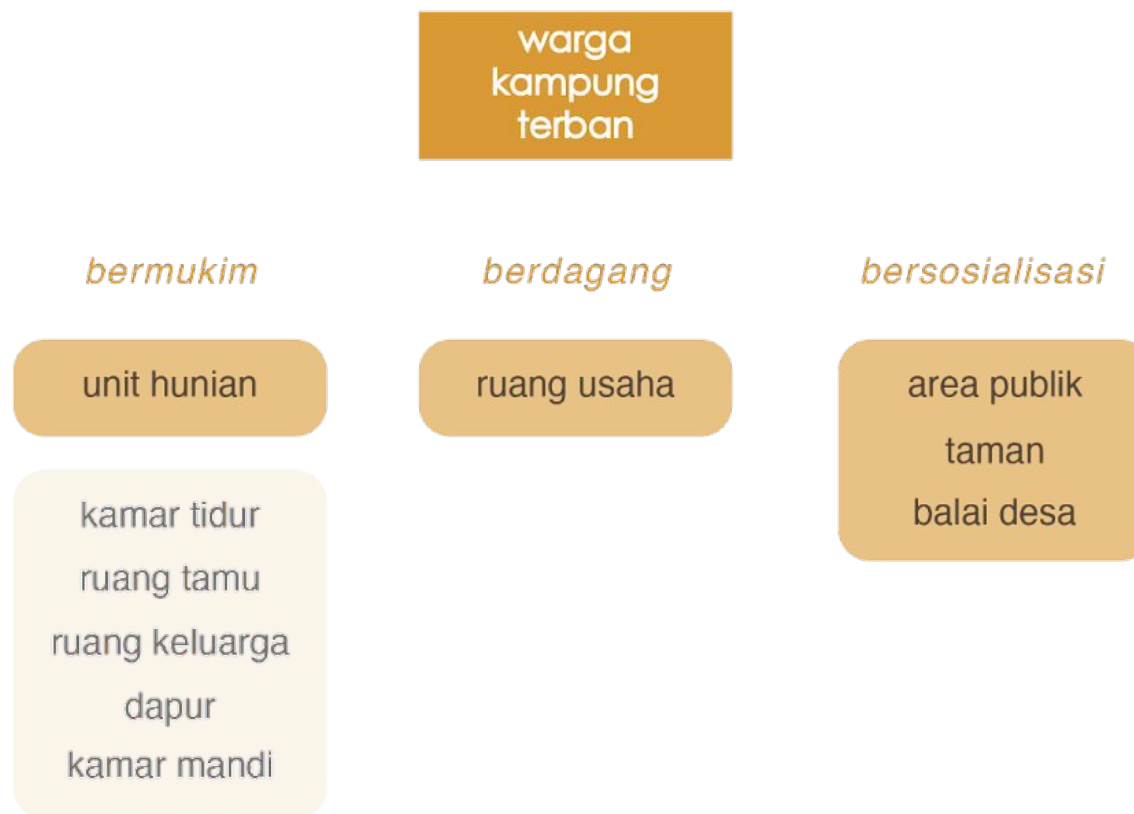 warga
kampung
terban
bermukim
berdagang
bersosialisasi
unit hunian
ruang usaha
area publik
taman
balai desa
kamar tidur
ruang tamu
ruang keluarga
dapur
kamar mandi